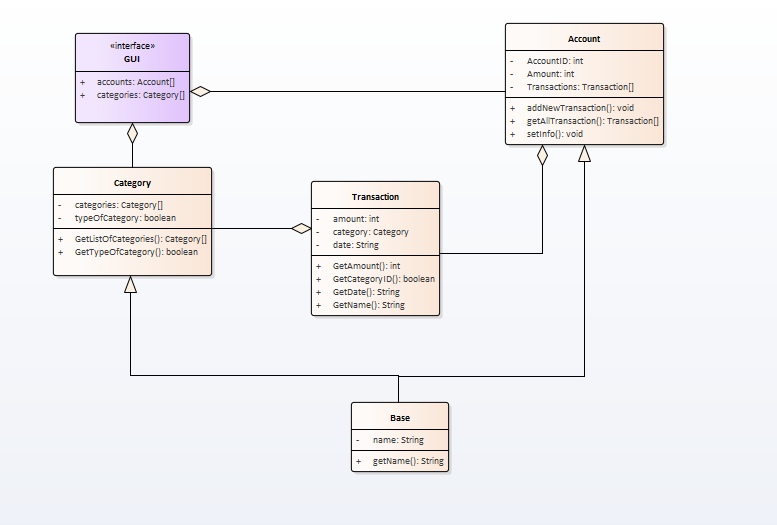 «interface»
GUI
+ accounts: Account[]
+ categories: Category[]
Account
- AccountID: int
- Amount: int
- Transactions: Transaction[]
+ addNewTransaction(): void
+ getAllTransaction(): Transaction[]
+ setInfo(): void
Category
- categories: Category[]
- typeOfCategory: boolean
+ GetListOfCategories(): Category[]
+ GetTypeOfCategory(): boolean
Transaction
- amount: int
- category: Category
- date: String
+ GetAmount(): int
+ GetCategoryID(): boolean
+ GetDate(): String
+ GetName(): String
Base
- name: String
+ getName(): String